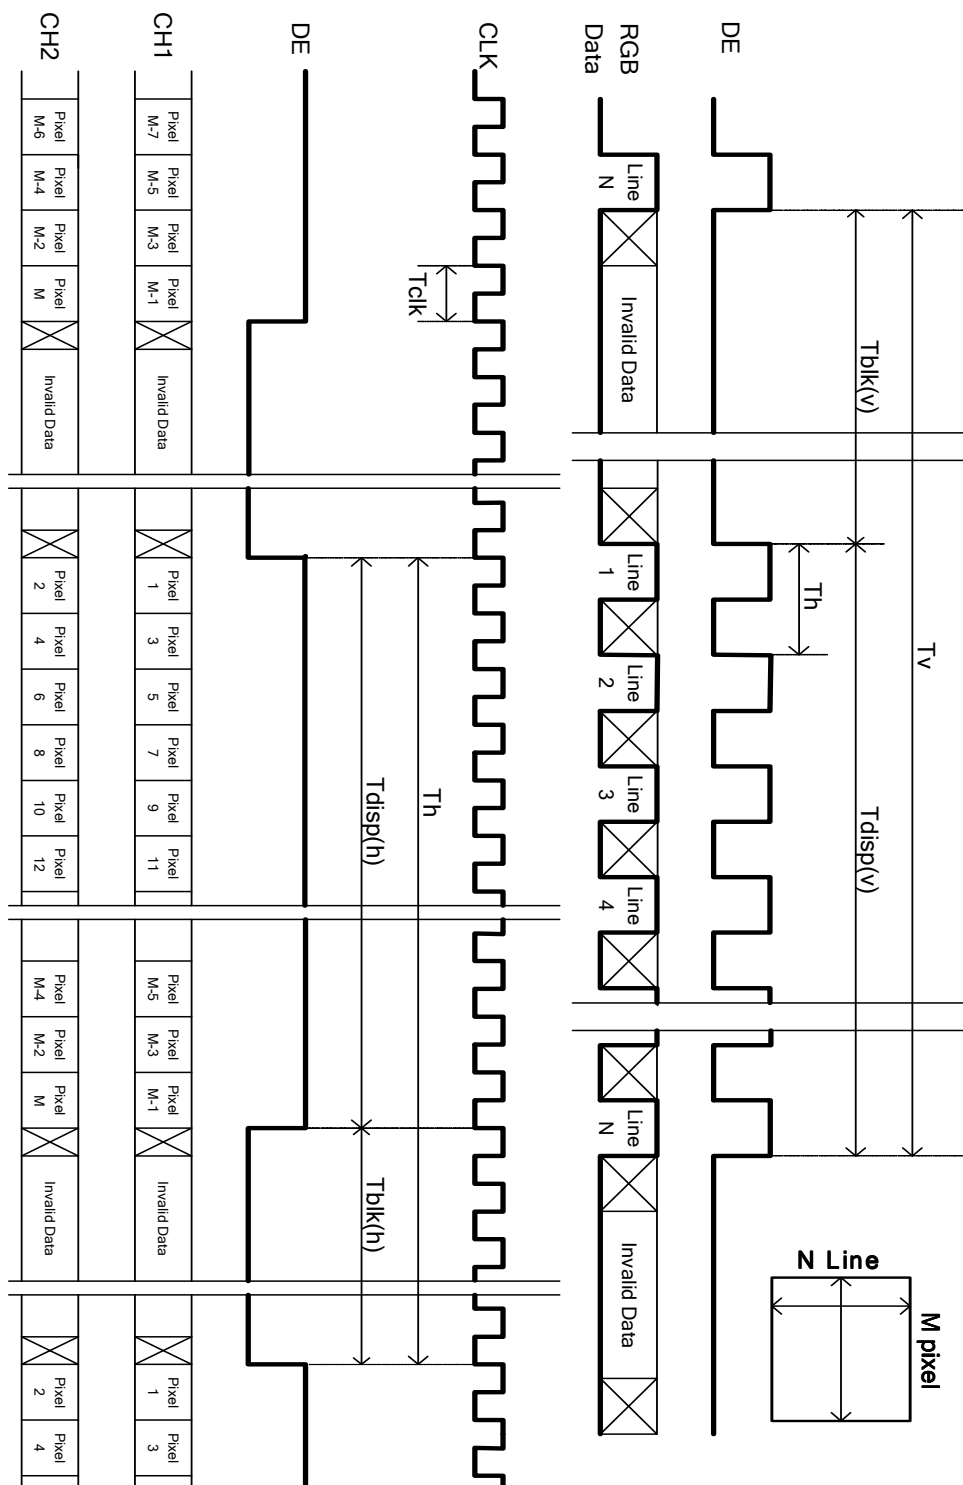 DE
RGB
Data
Line
N
Invalid Data
Line
1
Line
2
Line
3
Line
4
Line
N
Invalid Data
Tv
Tblk(v)
Tdisp(v)
Th
M pixel
N Line
CLK
Tclk
DE
Th
Tdisp(h)
Tblk(h)
CH1
Pixel
M-7
Pixel
M-5
Pixel
M-3
Pixel
M-1
Invalid Data
Pixel
1
Pixel
3
Pixel
5
Pixel
7
Pixel
9
Pixel
11
Pixel
M-5
Pixel
M-3
Pixel
M-1
Invalid Data
Pixel
1
Pixel
3
CH2
Pixel
M-6
Pixel
M-4
Pixel
M-2
Pixel
M
Invalid Data
Pixel
2
Pixel
4
Pixel
6
Pixel
8
Pixel
10
Pixel
12
Pixel
M-4
Pixel
M-2
Pixel
M
Invalid Data
Pixel
2
Pixel
4